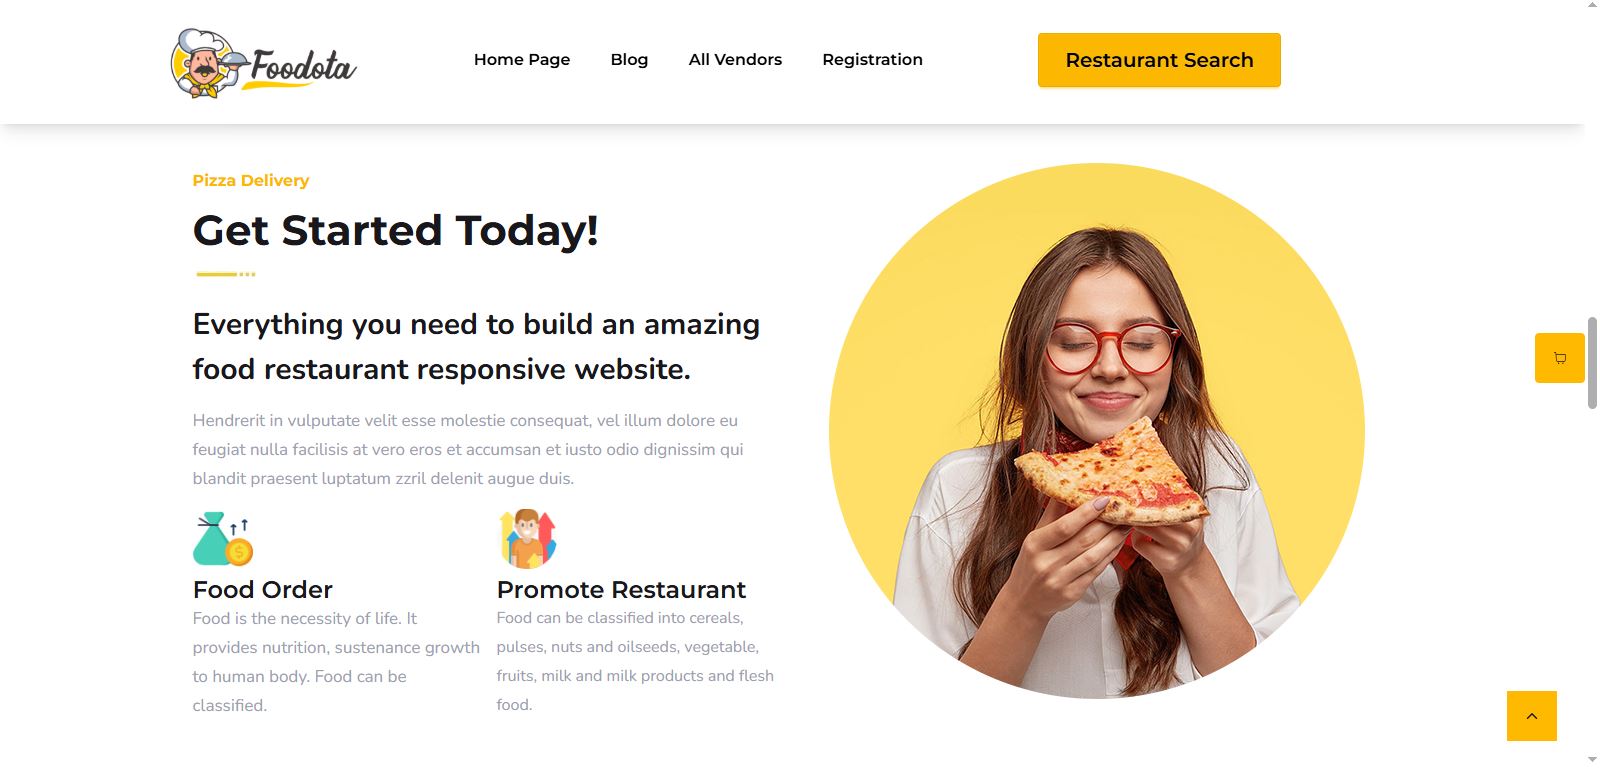 Foodota
Home Page
Blog
All Vendors
Registration
Restaurant Search
Pizza Delivery
Get Started Today!
Everything you need to build an amazing
food restaurant responsive website.
Hendrerit in vulputate velit esse molestie consequat, vel illum dolore eu
feugiat nulla facilisis at vero eros et accumsan et iusto odio dignissim qui
blandit praesent luptatum zzril delenit augue duis.
Food Order
Food is the necessity of life. It
provides nutrition, sustenance growth
to human body. Food can be
classified.
Promote Restaurant
Food can be classified into cereals,
pulses, nuts and oilseeds, vegetable,
fruits, milk and milk products and flesh
food.